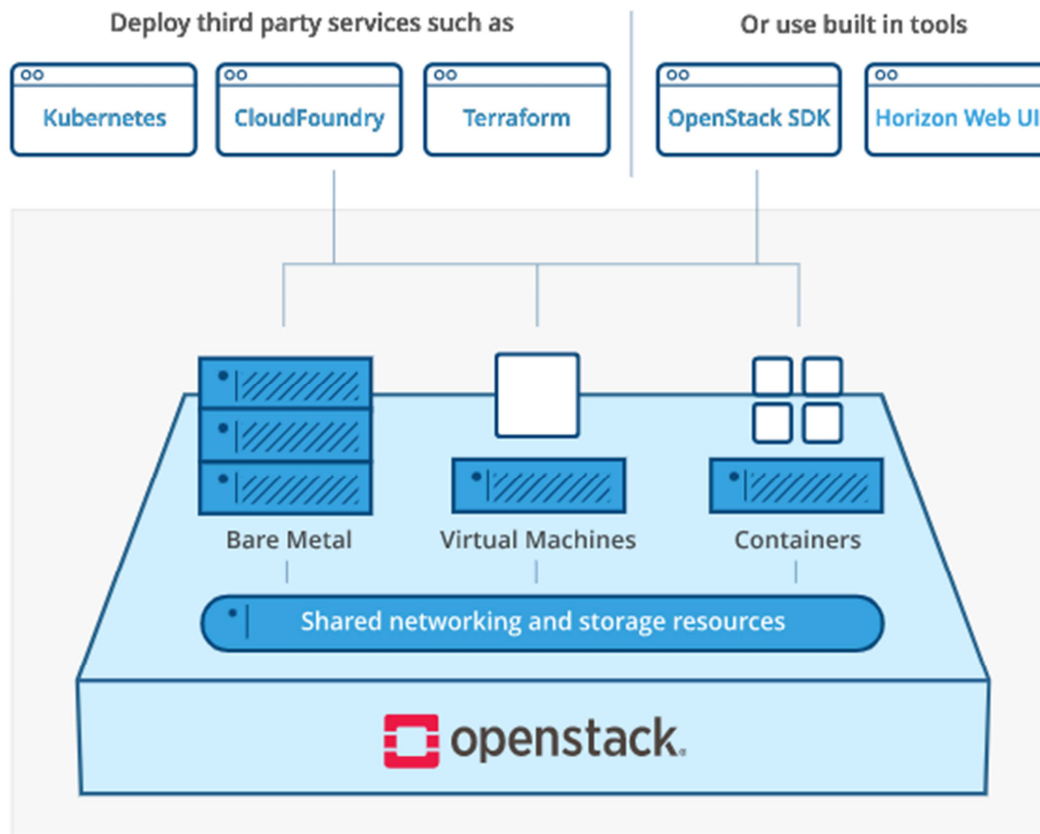 Deploy third party services such as
Or use built in tools
Kubernetes
CloudFoundry
Terraform
OpenStack SDK
Horizon Web UI
Bare Metal
Virtual Machines
Containers
Shared networking and storage resources
openstack.